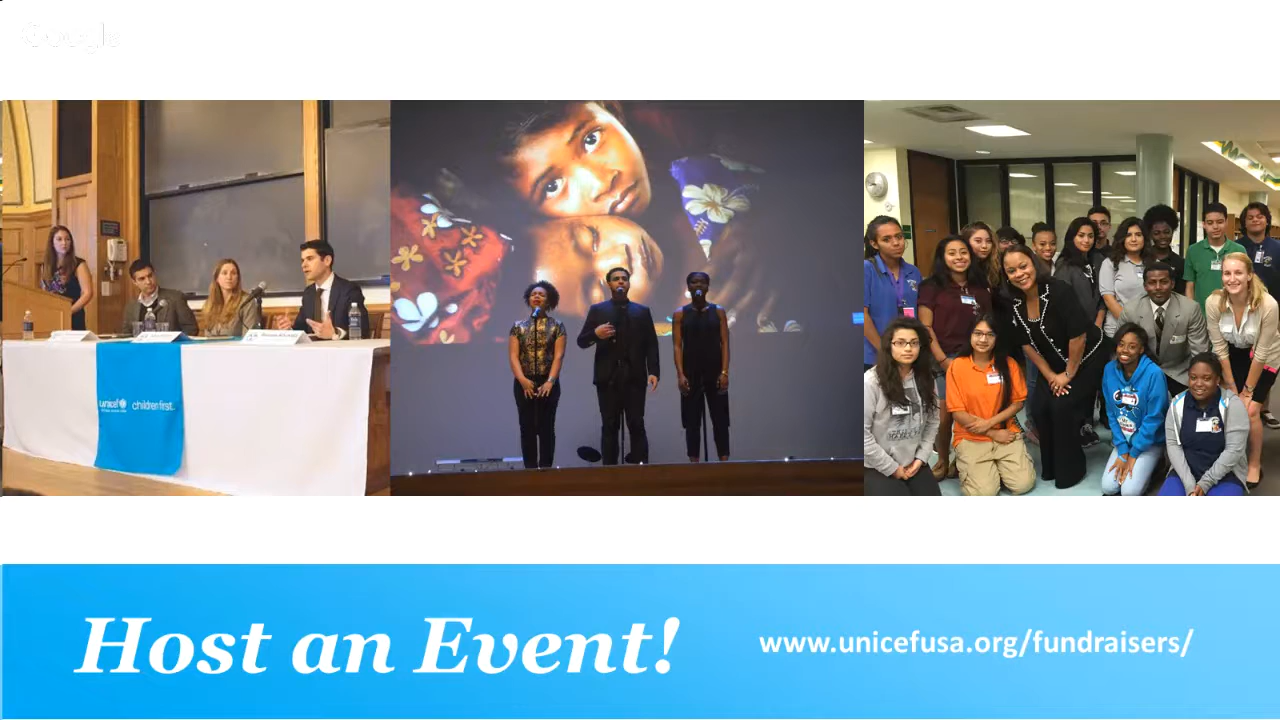 Google
unicef
children first.
Host an Event!
www.unicefusa.org/fundraisers/